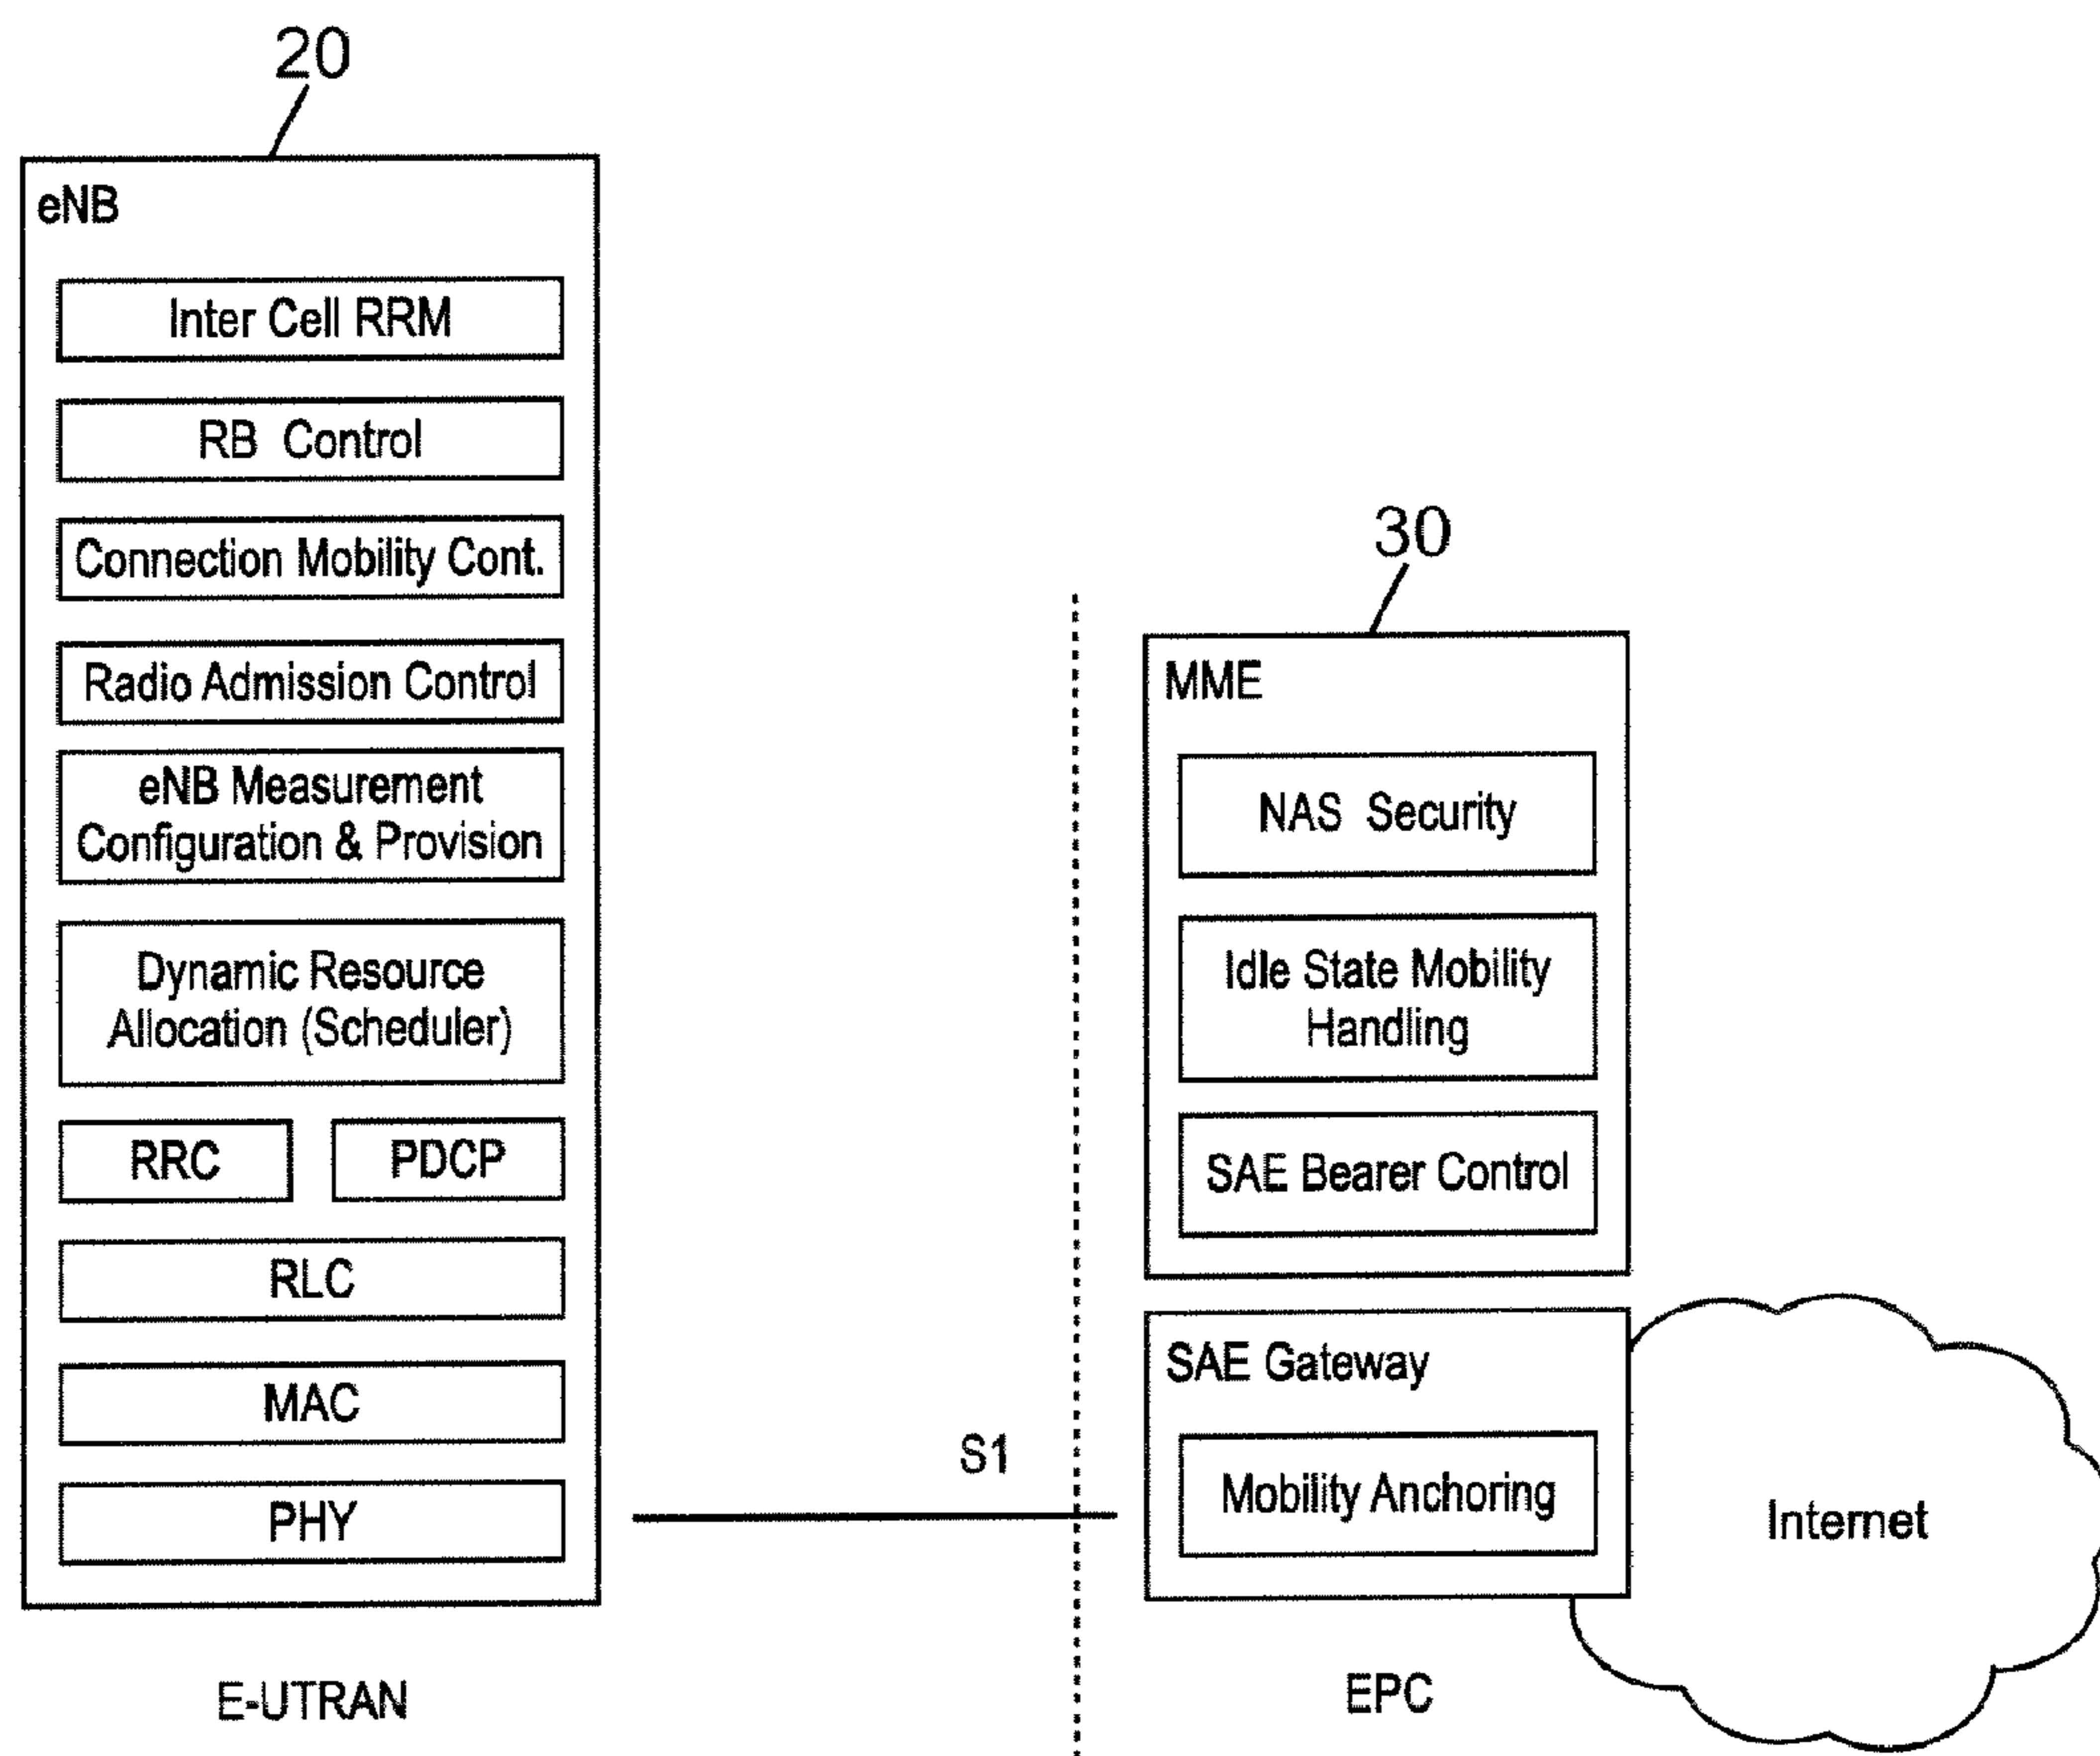 20
eNB
Inter Cell RRM
RB Control
Connection Mobility Cont.
Radio Admission Control
eNB Measurement
Configuration & Provision
Dynamic Resource
Allocation (Scheduler)
RRC
PDCP
RLC
MAC
PHY
E-UTRAN
S1
30
MME
NAS Security
Idle State Mobility
Handling
SAE Bearer Control
SAE Gateway
Mobility Anchoring
EPC
Internet